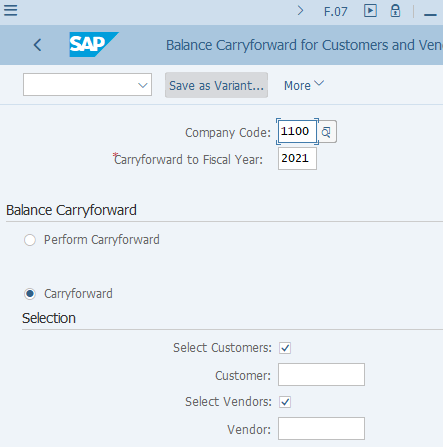 F.07
SAP
Balance Carryforward for Customers and Ven
Save as Variant...
More
Company Code: 1100
*Carryforward to Fiscal Year: 2021
Balance Carryforward
Perform Carryforward
Carryforward
Selection
Select Customers:
Customer:
Select Vendors:
Vendor: